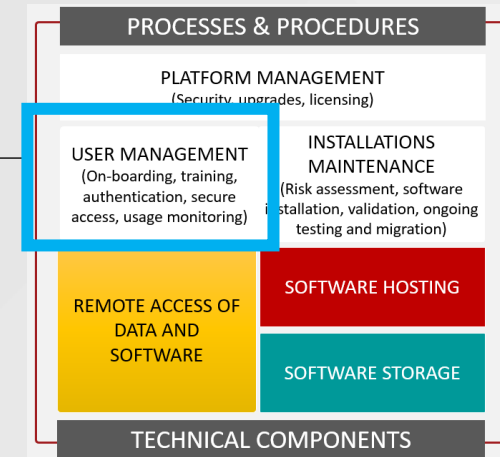 PROCESSES & PROCEDURES
PLATFORM MANAGEMENT
(Security, upgrades, licensing)
USER MANAGEMENT
(On-boarding, training,
authentication, secure
access, usage monitoring)
INSTALLATIONS
MAINTENANCE
(Risk assessment, software
installation, validation, ongoing
testing and migration)
REMOTE ACCESS OF
DATA AND
SOFTWARE
SOFTWARE HOSTING
SOFTWARE STORAGE
TECHNICAL COMPONENTS